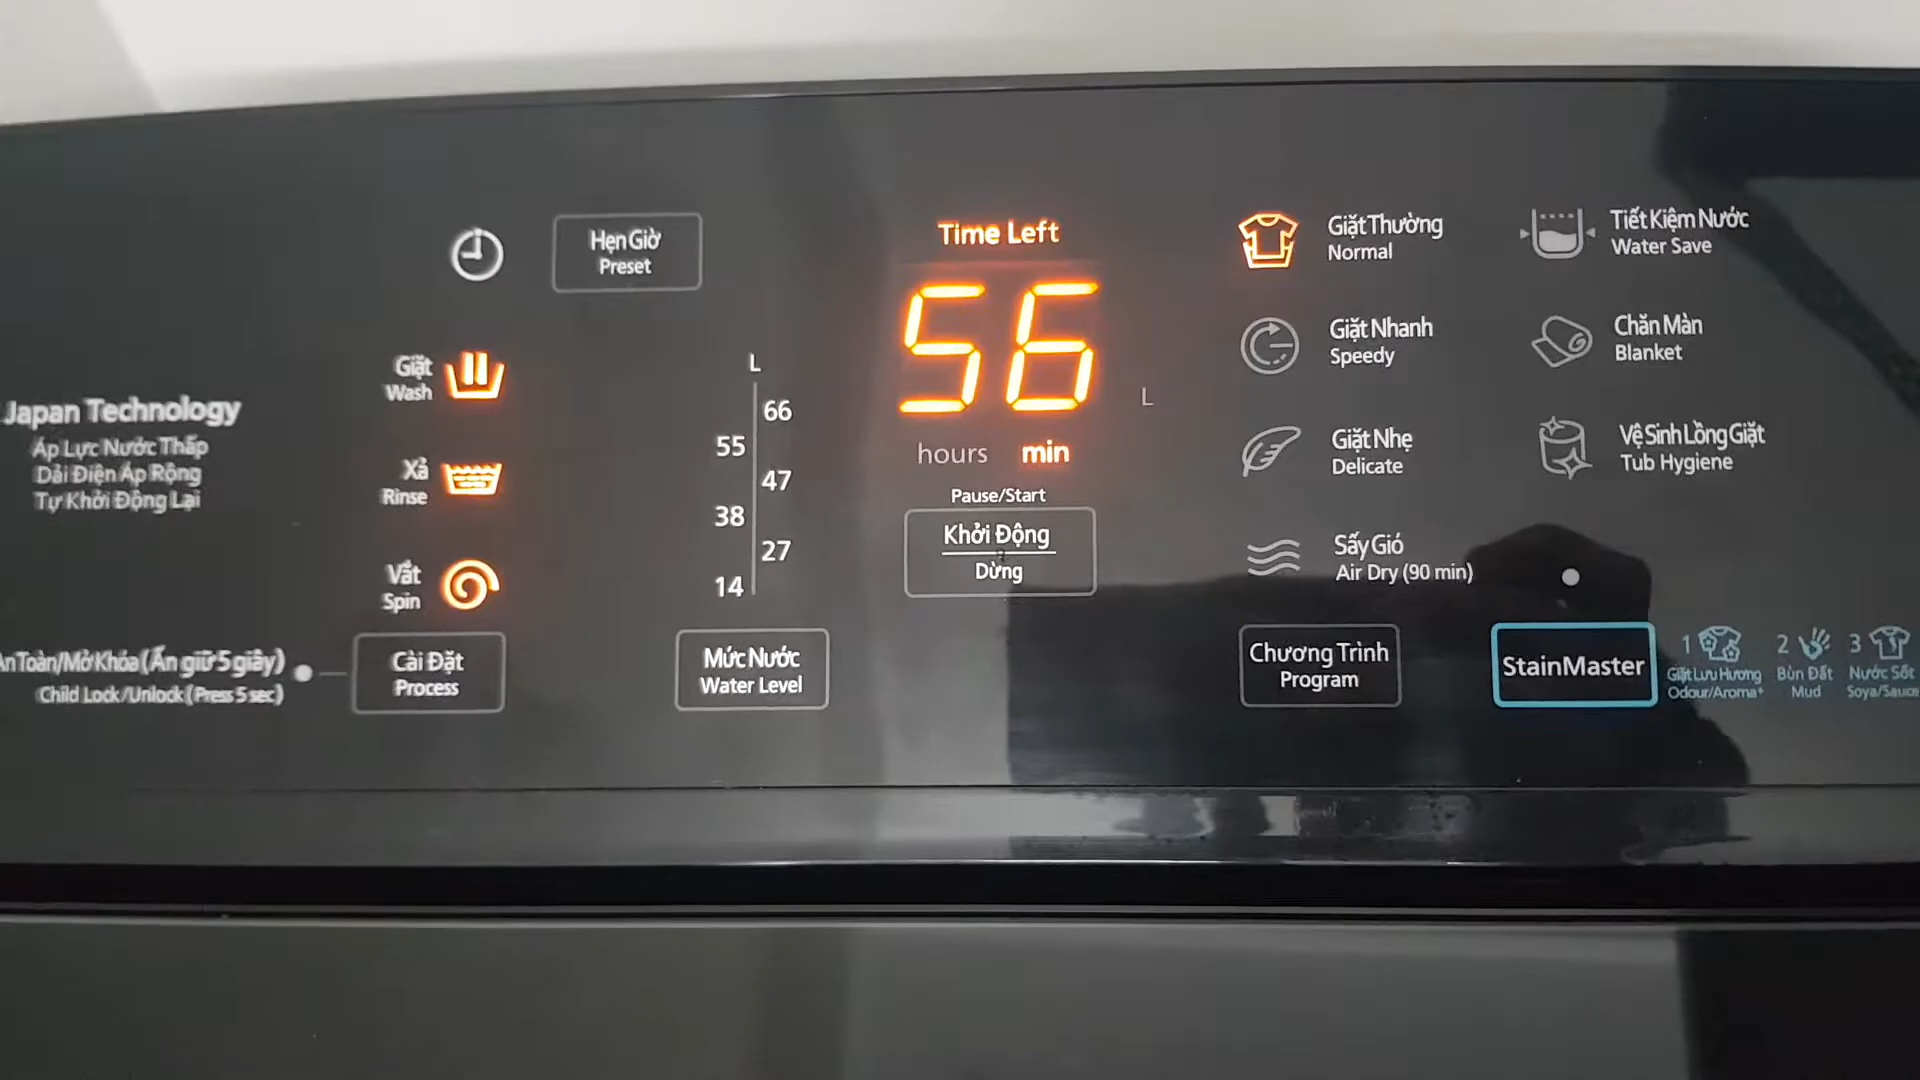 Japan Technology
Áp Lực Nước Thấp
Dải Điện Áp Rộng
Tự Khởi Động Lại
Hẹn Giờ
Preset
Giặt
Wash
Xả
Rinse
Vắt
Spin
Toàn/Mở Khóa (Ấn giữ 5 giây)
Child Lock/Unlock (Press 5 sec)
Cài Đặt
Process
L
66
55
47
38
27
14
Mức Nước
Water Level
Time Left
56
L
hours min
Pause/Start
Khởi Động
Dừng
Giặt Thường
Normal
Giặt Nhanh
Speedy
Giặt Nhẹ
Delicate
Sấy Gió
Air Dry (90 min)
Chương Trình
Program
Tiết Kiệm Nước
Water Save
Chăn Màn
Blanket
Vệ Sinh Lồng Giặt
Tub Hygiene
StainMaster
1
Giặt Lưu Hương
Odour/Aroma+
2
Bùn Đất
Mud
3
Nước Sốt
Soya/Sauce